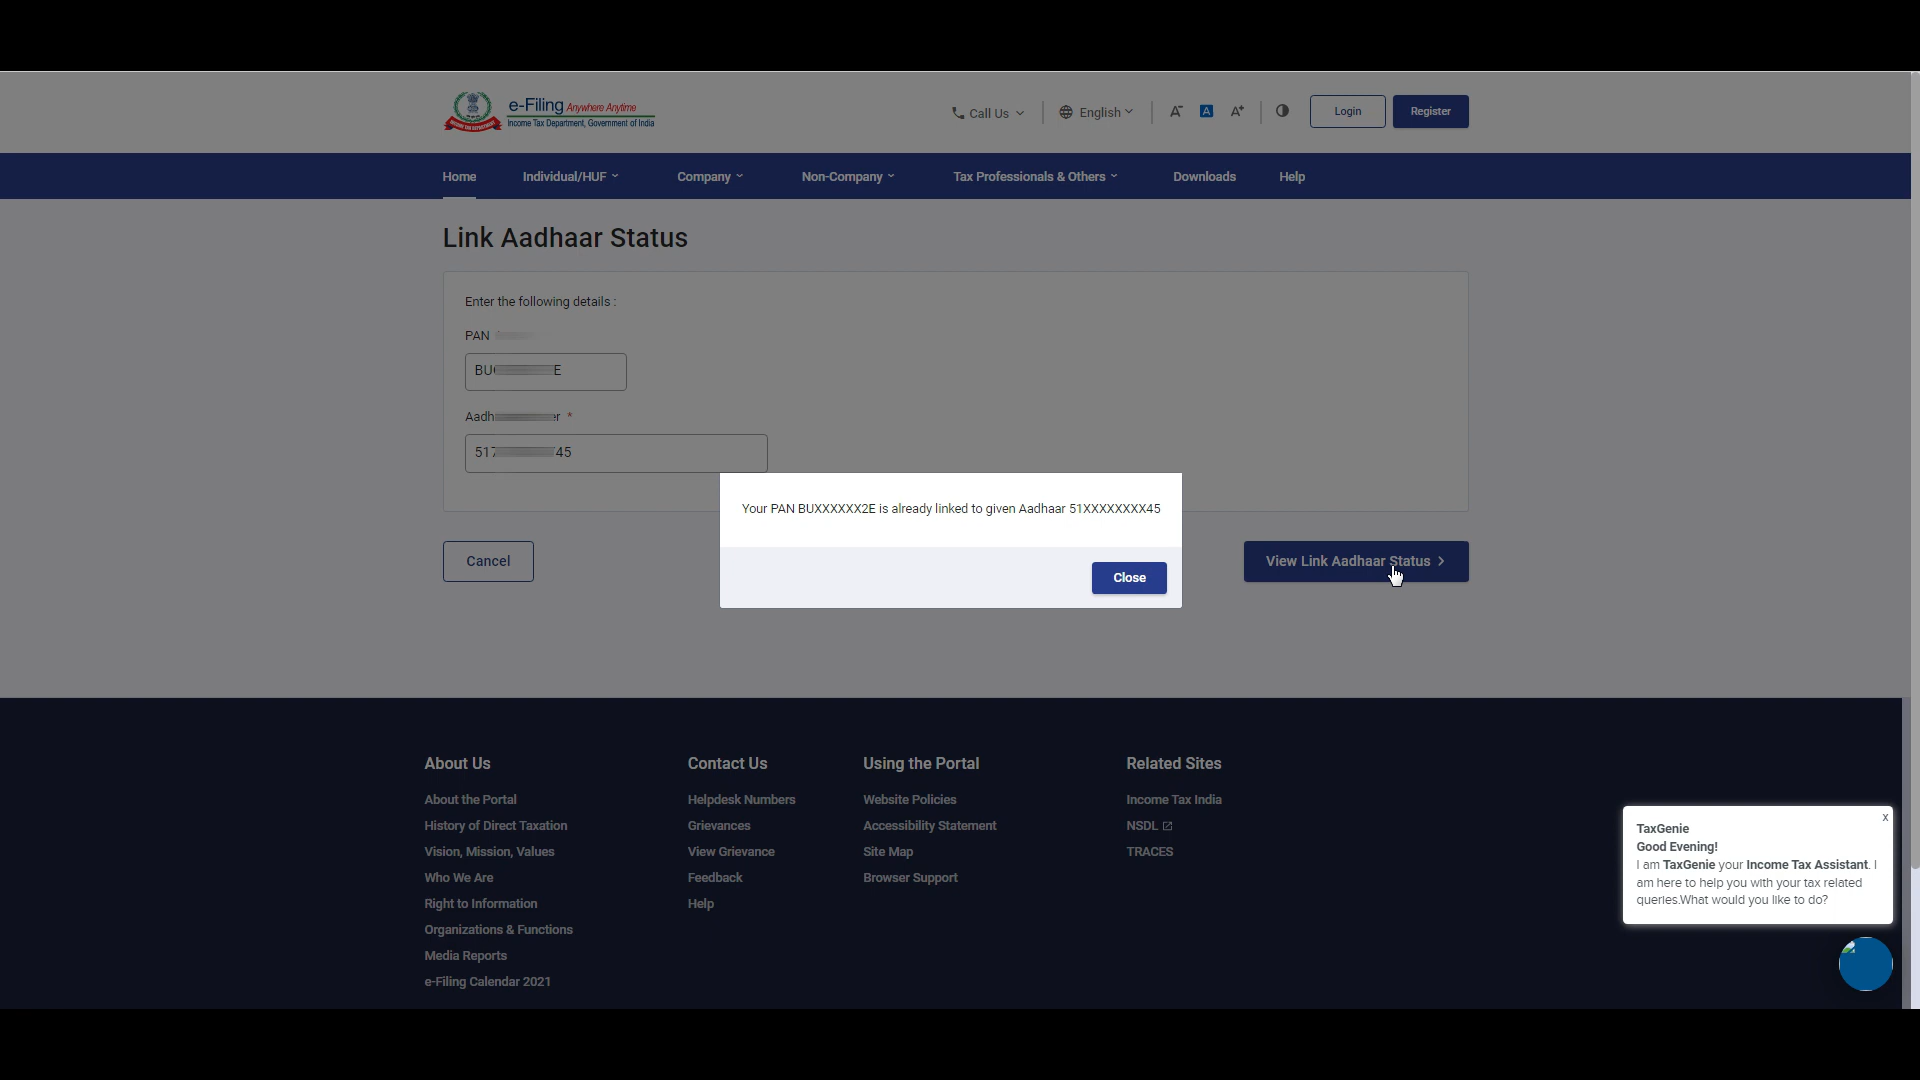 e-Filing Anywhere Anytime
Income Tax Department, Government of India
INCOME TAX DEPARTMENT
Call Us
English
A-
A
A+
Login
Register
Home
Individual/HUF
Company
Non-Company
Tax Professionals & Others
Downloads
Help
Link Aadhaar Status
Enter the following details :
PAN
BU E
Aadh er *
517 45
Your PAN BUXXXXXX2E is already linked to given Aadhaar 51XXXXXXXX45
Close
Cancel
View Link Aadhaar Status >
About Us
About the Portal
History of Direct Taxation
Vision, Mission, Values
Who We Are
Right to Information
Organizations & Functions
Media Reports
e-Filing Calendar 2021
Contact Us
Helpdesk Numbers
Grievances
View Grievance
Feedback
Help
Using the Portal
Website Policies
Accessibility Statement
Site Map
Browser Support
Related Sites
Income Tax India
NSDL
TRACES
x
TaxGenie
Good Evening!
I am TaxGenie your Income Tax Assistant. I
am here to help you with your tax related
queries.What would you like to do?